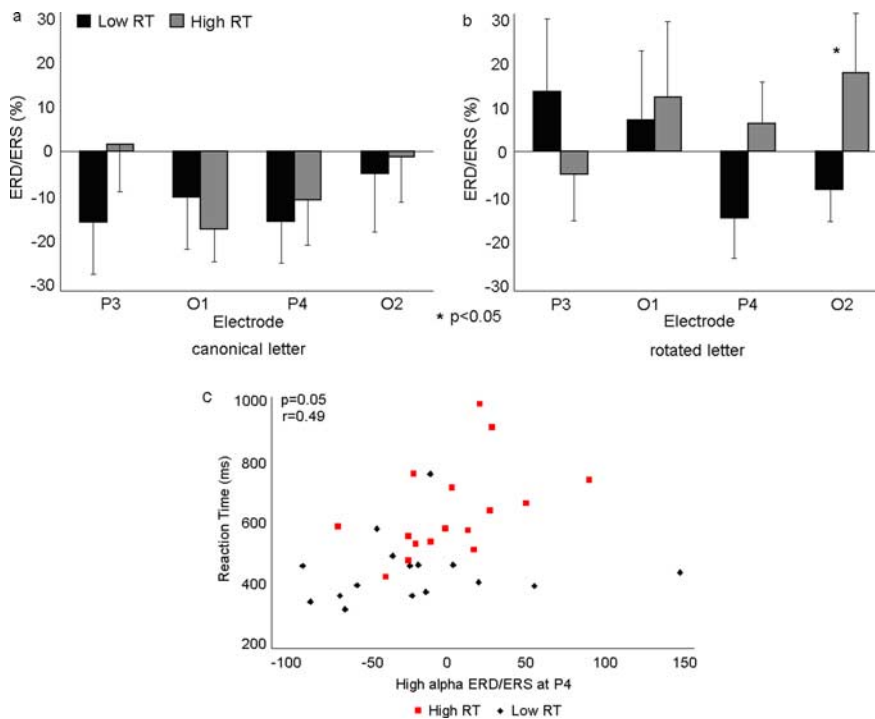 a
Low RT
High RT
ERD/ERS (%)
30
20
10
0
-10
-20
-30
P3 O1 P4 O2
Electrode
canonical letter
* p<0.05
b
*
ERD/ERS (%)
30
20
10
0
-10
-20
-30
P3 O1 P4 O2
Electrode
rotated letter
C
p=0.05
r=0.49
Reaction Time (ms)
1000
800
600
400
200
-100 -50 0 50 100 150
High alpha ERD/ERS at P4
High RT Low RT